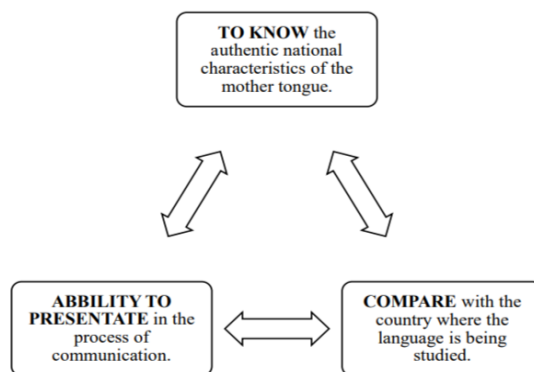 TO KNOW the
authentic national
characteristics of the
mother tongue.
ABBILITY TO
PRESENTATE in the
process of
communication.
COMPARE with the
country where the
language is being
studied.